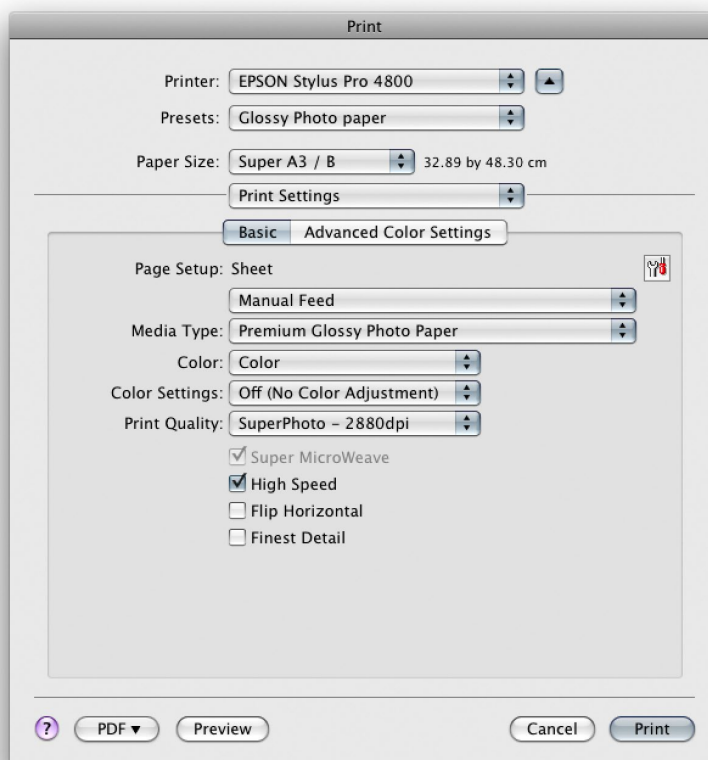 Print
Printer: EPSON Stylus Pro 4800
Presets: Glossy Photo paper
Paper Size: Super A3 / B 32.89 by 48.30 cm
Print Settings
Basic Advanced Color Settings
Page Setup: Sheet
Manual Feed
Media Type: Premium Glossy Photo Paper
Color: Color
Color Settings: Off (No Color Adjustment)
Print Quality: SuperPhoto – 2880dpi
Super MicroWeave
High Speed
Flip Horizontal
Finest Detail
? PDF ▼ Preview Cancel Print